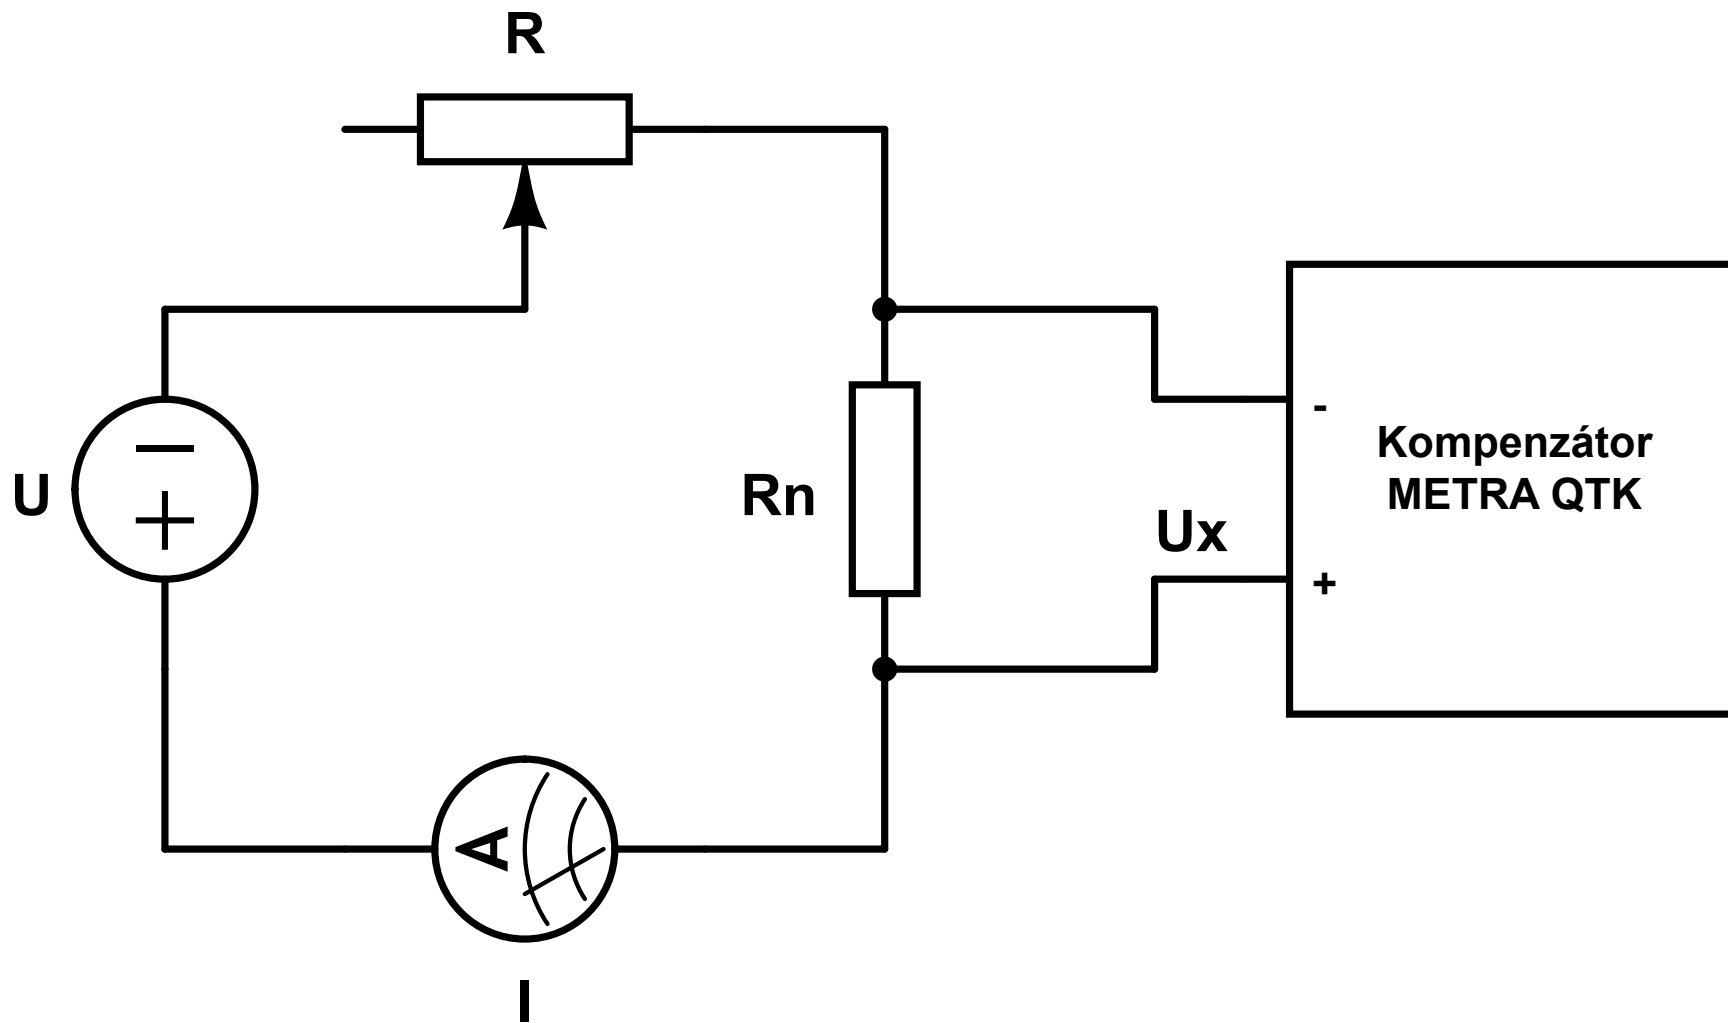 R
U
Rn
Ux
-
+
Kompenzátor
METRA QTK
A
I